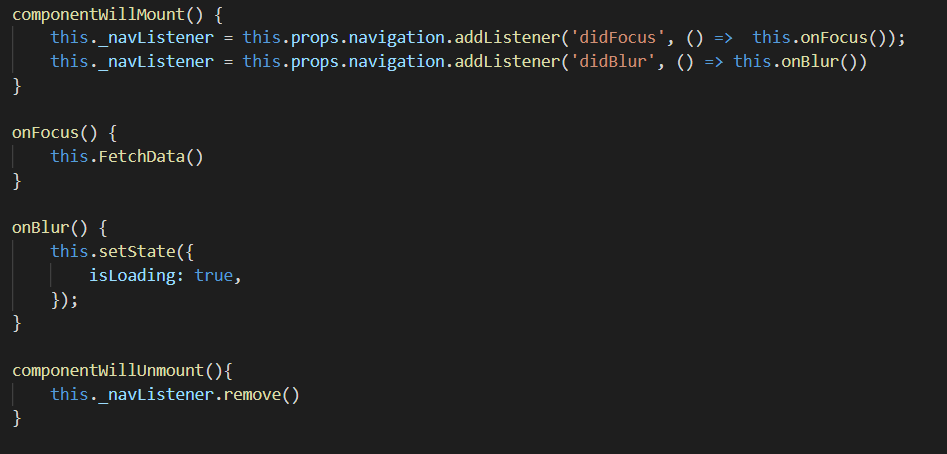 componentWillMount() {
    this._navListener = this.props.navigation.addListener('didFocus', () =>  this.onFocus());
    this._navListener = this.props.navigation.addListener('didBlur', () => this.onBlur())
}

onFocus() {
    this.FetchData()
}

onBlur() {
    this.setState({
        isLoading: true,
    });
}

componentWillUnmount(){
    this._navListener.remove()
}